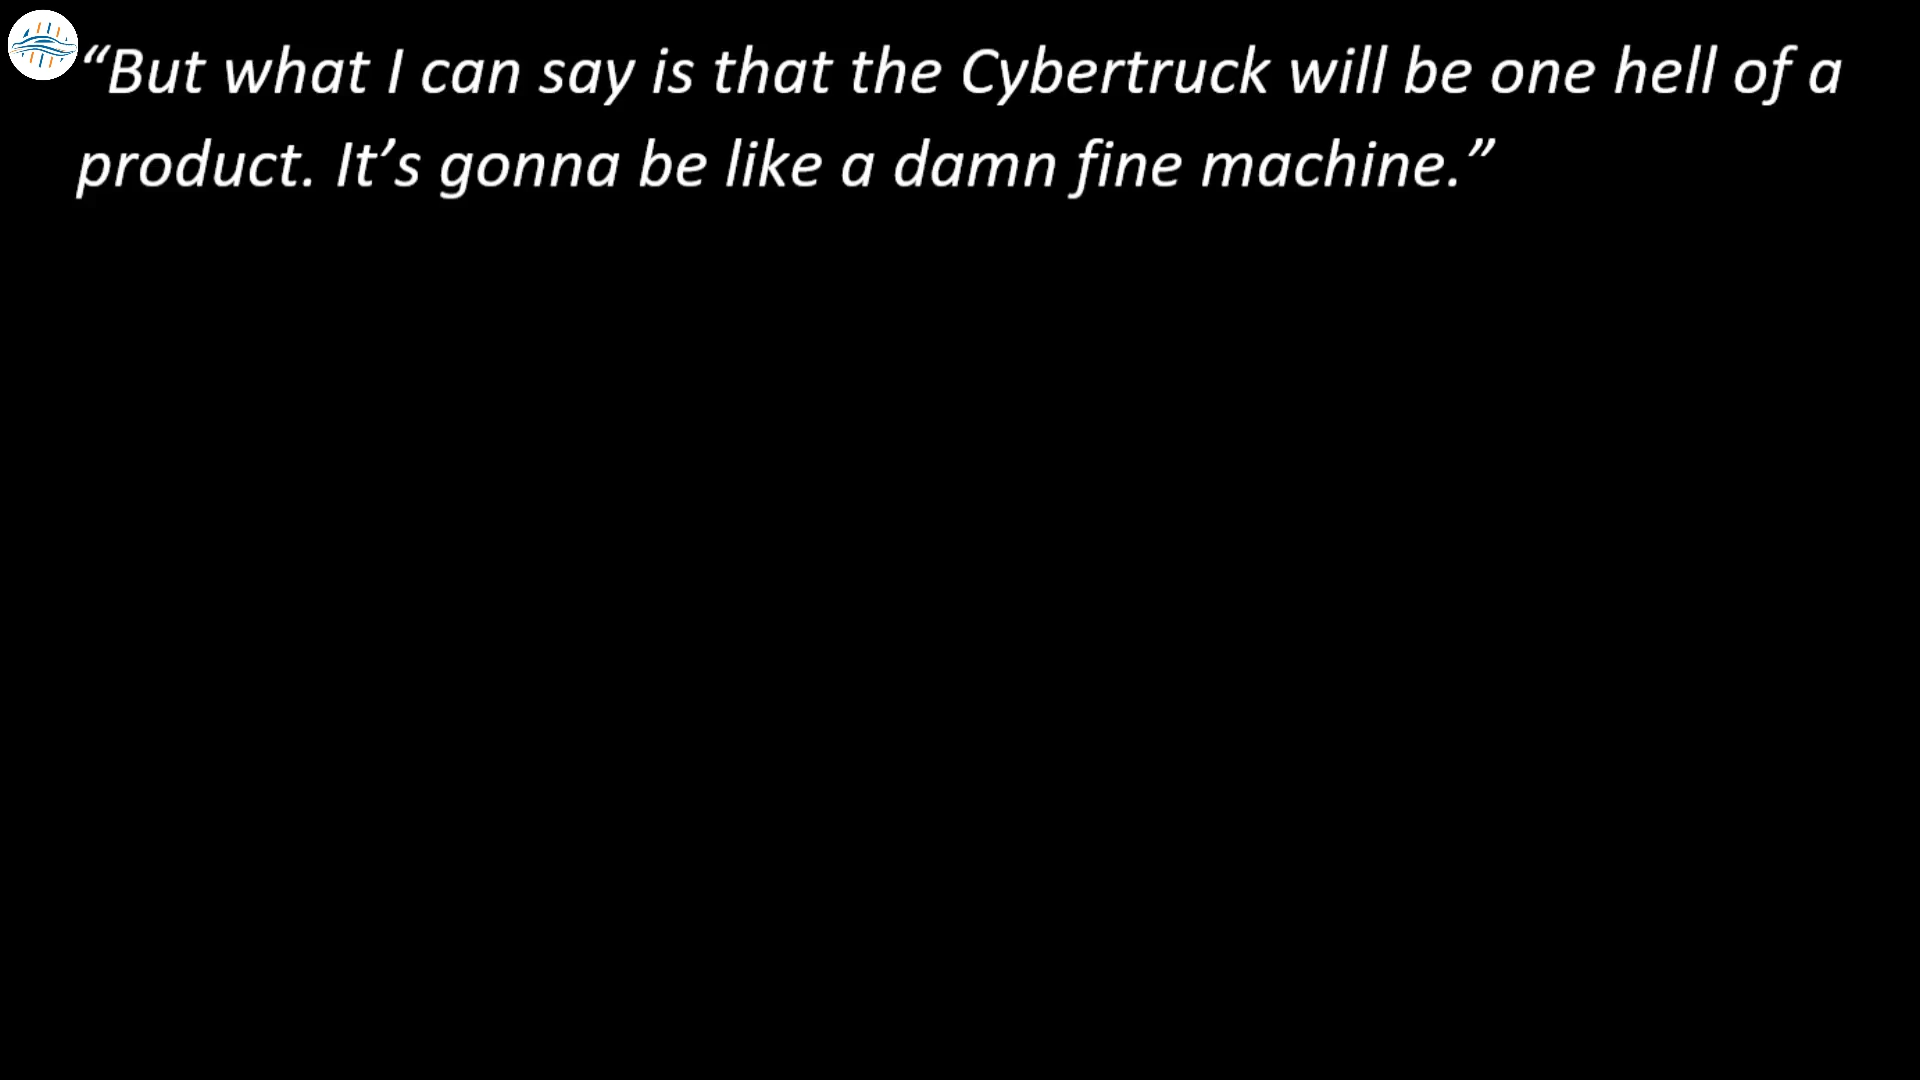 “But what I can say is that the Cybertruck will be one hell of a
product. It’s gonna be like a damn fine machine.”